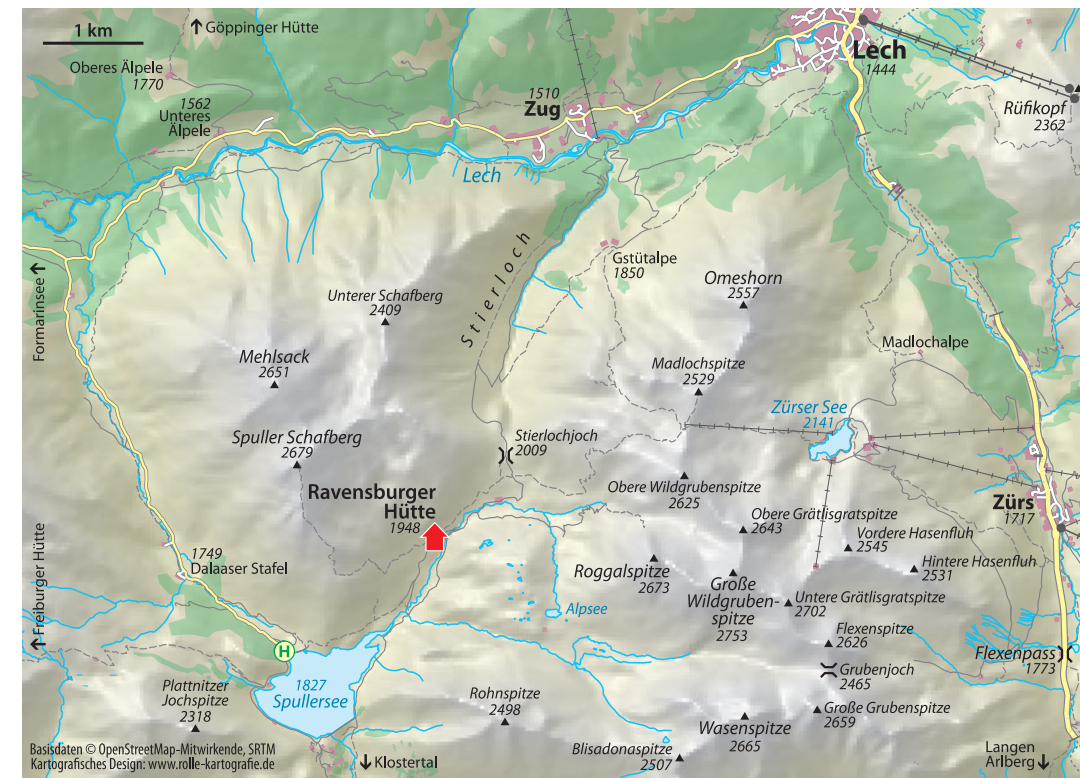 1 km
↑ Göppinger Hütte
Oberes Älpele
1770
1562
Unteres
Älpele
1510
Zug
Lech
1444
Rüfikopf
2362
Lech
Stierloch
Gstütalpe
1850
Formarinsee
Unterer Schafberg
2409
Omeshorn
2557
Mehlsack
2651
Madlochspitze
2529
Madlochalpe
Zürser See
2141
Spuller Schafberg
2679
Stierlochjoch
2009
Ravensburger
Hütte
1948
Obere Wildgrubenspitze
2625
Zürs
1717
Obere Grätlisgratspitze
2643
Vordere Hasenfluh
2545
Hintere Hasenfluh
2531
Freiburger Hütte
1749
Dalaaser Stafel
Roggalspitze
2673
Große
Wildgruben-
spitze
2753
Untere Grätlisgratspitze
2702
Alpsee
Flexenspitze
2626
Flexenpass
1773
H
Grubenjoch
2465
Plattnitzer
Jochspitze
2318
1827
Spullersee
Rohnspitze
2498
Große Grubenspitze
2659
Wasenspitze
2665
Blisadonaspitze
2507
Basisdaten © OpenStreetMap-Mitwirkende, SRTM
Kartografisches Design: www.rolle-kartografie.de
↓ Klostertal
Langen
Arlberg ↓